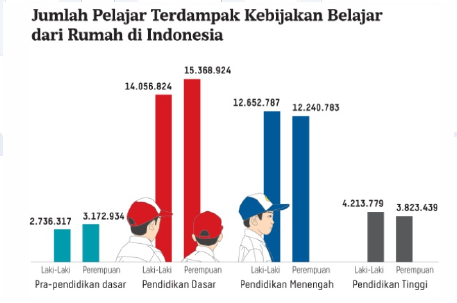 Jumlah Pelajar Terdampak Kebijakan Belajar
dari Rumah di Indonesia
2.736.317
3.172.934
14.056.824
15.368.924
12.652.787
12.240.783
4.213.779
3.823.439
Laki-Laki Perempuan Laki-Laki Perempuan Laki-Laki Perempuan Laki-Laki Perempuan
Pra-pendidikan dasar Pendidikan Dasar Pendidikan Menengah Pendidikan Tinggi